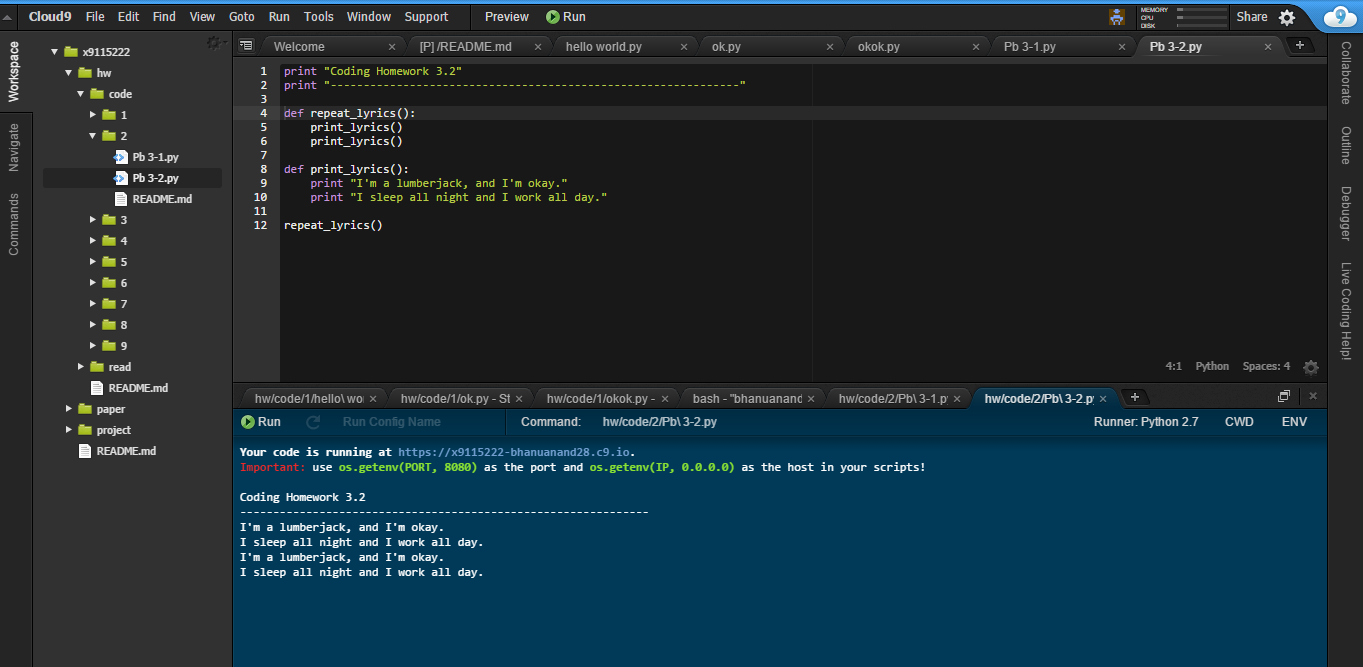 Cloud9 File Edit Find View Goto Run Tools Window Support Preview Run MEMORY CPU DISK Share 9
Workspace
Navigate
Commands
x9115222
hw
code
1
2
Pb 3-1.py
Pb 3-2.py
README.md
3
4
5
6
7
8
9
read
README.md
paper
project
README.md
Welcome × [P] /README.md × hello world.py × ok.py × okok.py × Pb 3-1.py × Pb 3-2.py × +
1 print "Coding Homework 3.2"
2 print "--------------------------------------------------------------"
3
4 def repeat_lyrics():
5 print_lyrics()
6 print_lyrics()
7
8 def print_lyrics():
9 print "I'm a lumberjack, and I'm okay."
10 print "I sleep all night and I work all day."
11
12 repeat_lyrics()
4:1 Python Spaces: 4
Collaborate
Outline
Debugger
Live Coding Help!
hw/code/1/hello\ wo × hw/code/1/ok.py - St × hw/code/1/okok.py - × bash - "bhanuanand × hw/code/2/Pb\ 3-1.p × hw/code/2/Pb\ 3-2.p × +
Run Run Config Name Command: hw/code/2/Pb\ 3-2.py Runner: Python 2.7 CWD ENV
Your code is running at https://x9115222-bhanuanand28.c9.io.
Important: use os.getenv(PORT, 8080) as the port and os.getenv(IP, 0.0.0.0) as the host in your scripts!
Coding Homework 3.2
--------------------------------------------------------------
I'm a lumberjack, and I'm okay.
I sleep all night and I work all day.
I'm a lumberjack, and I'm okay.
I sleep all night and I work all day.